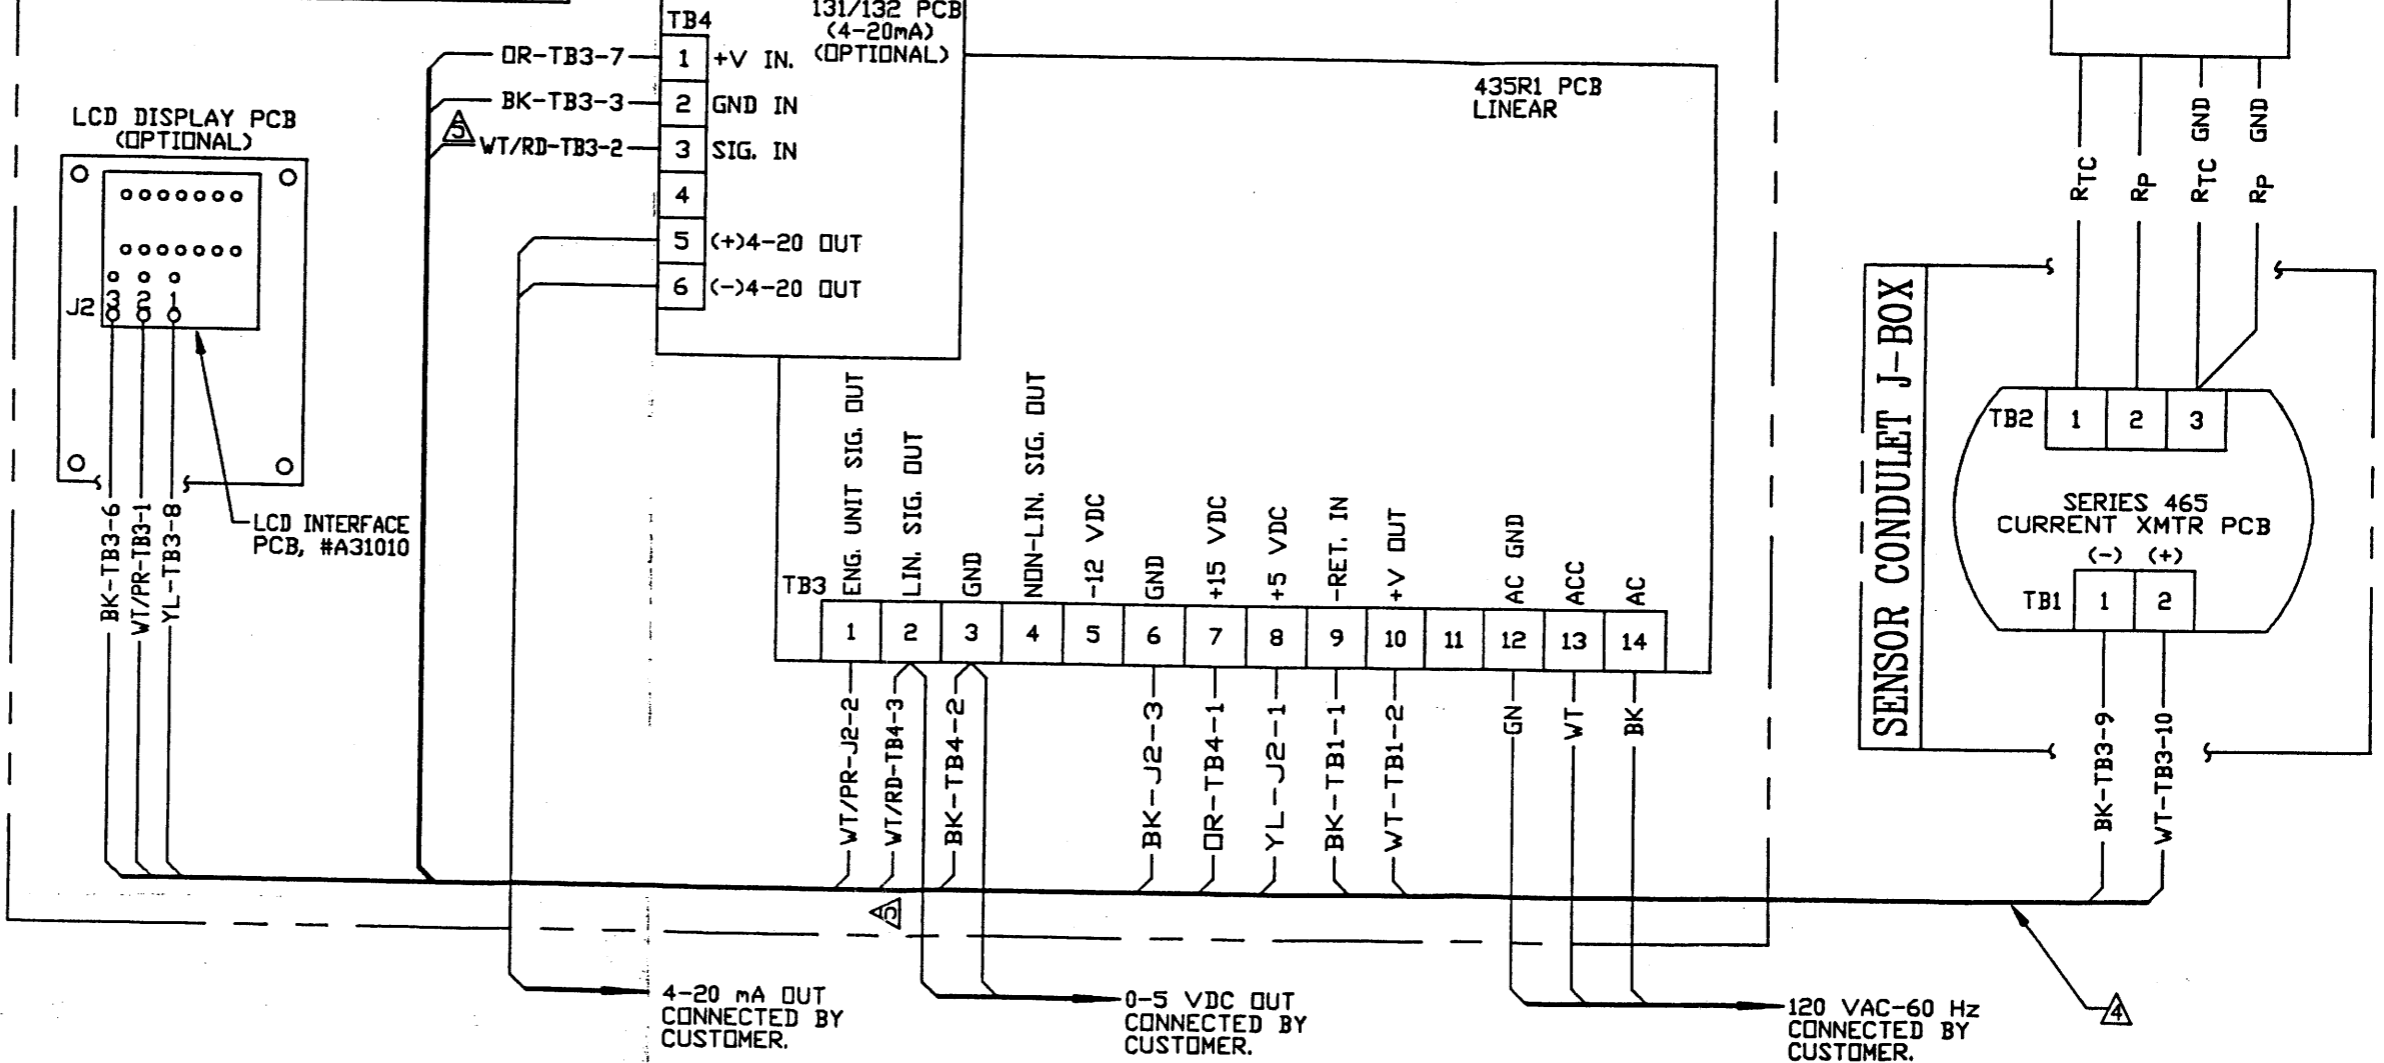 TB4
131/132 PCB
(4-20mA)
(OPTIONAL)
OR-TB3-7
1
+V IN.
BK-TB3-3
2
GND IN
5
WT/RD-TB3-2
3
SIG. IN
4
5
(+)4-20 OUT
6
(-)4-20 OUT
435R1 PCB
LINEAR
LCD DISPLAY PCB
(OPTIONAL)
J2
3 2 1
BK-TB3-6
WT/PR-TB3-1
YL-TB3-8
LCD INTERFACE
PCB, #A31010
TB3
ENG. UNIT SIG. OUT
LIN. SIG. OUT
GND
NON-LIN. SIG. OUT
-12 VDC
GND
+15 VDC
+5 VDC
-RET. IN
+V OUT
AC GND
ACC
AC
1 2 3 4 5 6 7 8 9 10 11 12 13 14
WT/PR-J2-2
WT/RD-TB4-3
BK-TB4-2
BK-J2-3
OR-TB4-1
YL-J2-1
BK-TB1-1
WT-TB1-2
GN
WT
BK
5
4-20 mA OUT
CONNECTED BY
CUSTOMER.
0-5 VDC OUT
CONNECTED BY
CUSTOMER.
120 VAC-60 Hz
CONNECTED BY
CUSTOMER.
RTC
RP
RTC GND
RP GND
SENSOR CONDULET J-BOX
TB2
1 2 3
SERIES 465
CURRENT XMTR PCB
(-) (+)
TB1
1 2
BK-TB3-9
WT-TB3-10
4